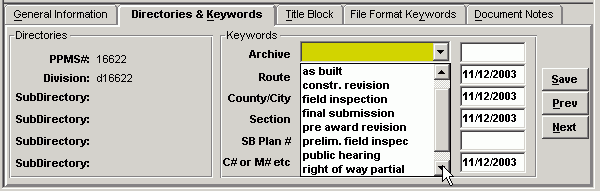 General Information Directories & Keywords Title Block File Format Keywords Document Notes
Directories
PPMS#: 16622
Division: d16622
SubDirectory:
SubDirectory:
SubDirectory:
SubDirectory:
Keywords
Archive
Route
County/City
Section
SB Plan #
C# or M# etc
as built
constr. revision
field inspection
final submission
pre award revision
prelim. field inspec
public hearing
right of way partial
11/12/2003
11/12/2003
11/12/2003
11/12/2003
Save
Prev
Next